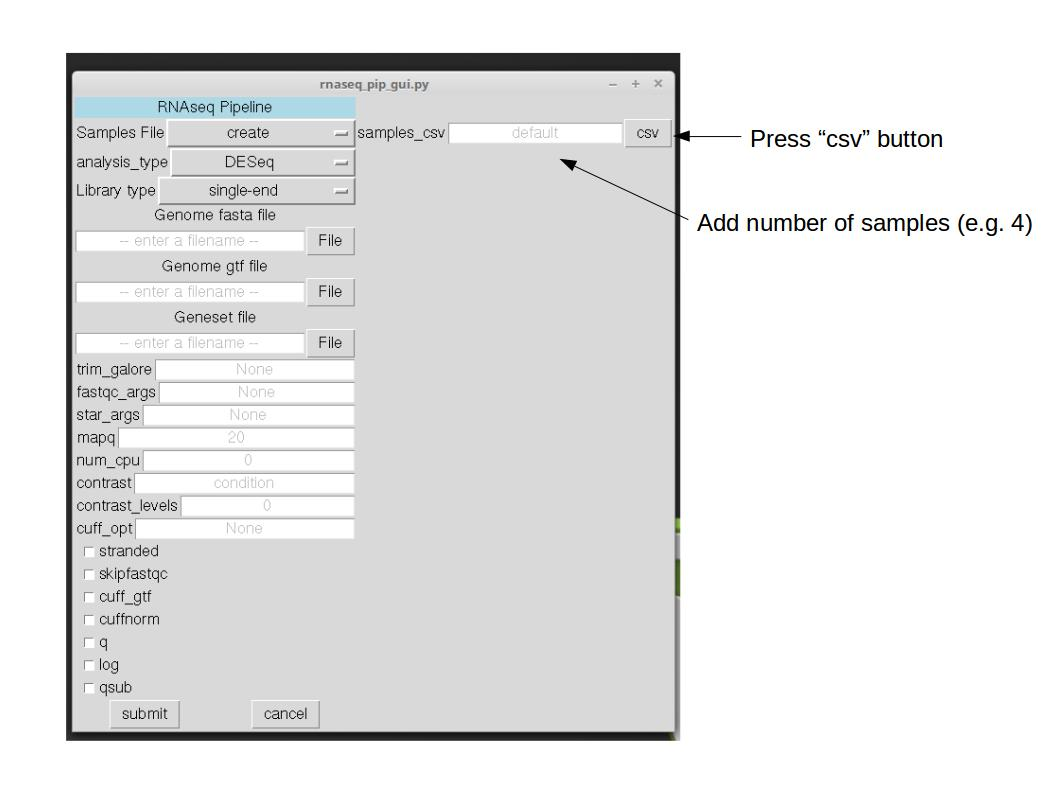 rnaseq_pip_gui.py
RNAseq Pipeline
Samples File create samples_csv default csv
Press “csv” button
analysis_type DESeq
Library type single-end
Add number of samples (e.g. 4)
Genome fasta file
-- enter a filename -- File
Genome gtf file
-- enter a filename -- File
Geneset file
-- enter a filename -- File
trim_galore None
fastqc_args None
star_args None
mapq 20
num_cpu 0
contrast condition
contrast_levels 0
cuff_opt None
stranded
skipfastqc
cuff_gtf
cuffnorm
q
log
qsub
submit cancel